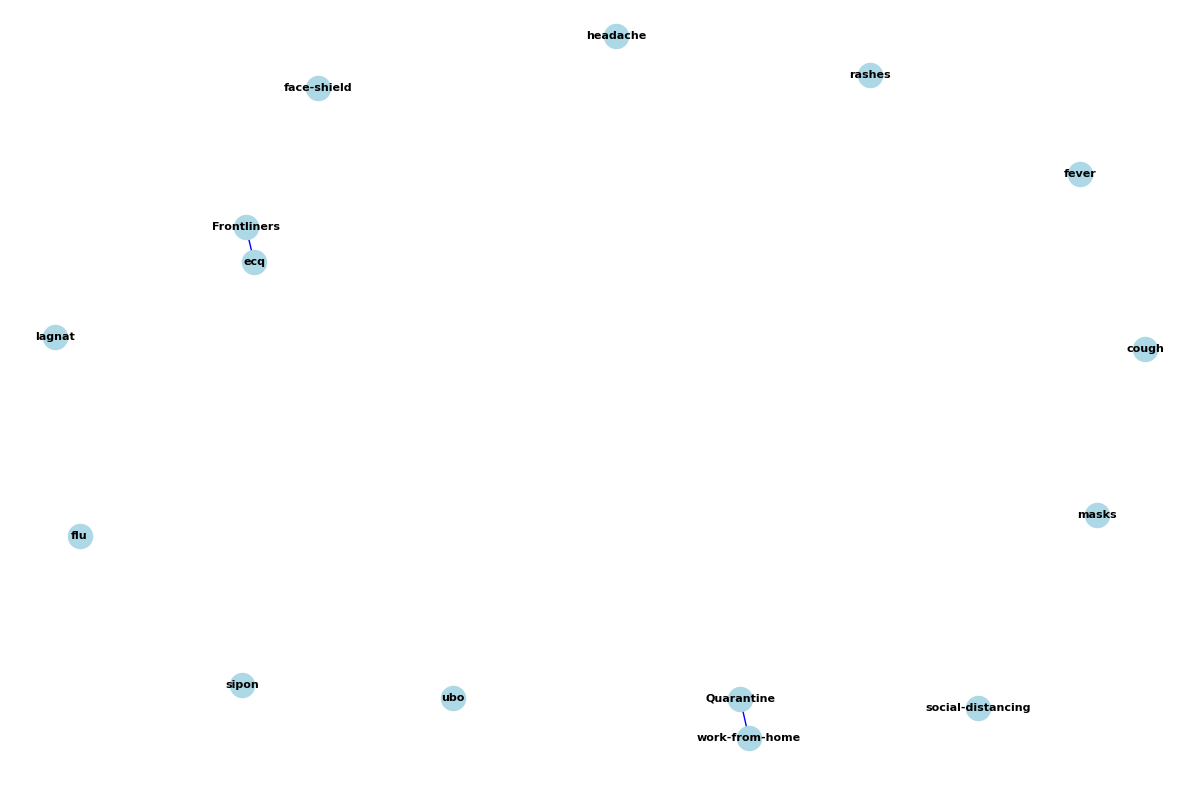 headache
rashes
face-shield
fever
Frontliners
ecq
lagnat
cough
masks
flu
sipon
ubo
Quarantine
social-distancing
work-from-home